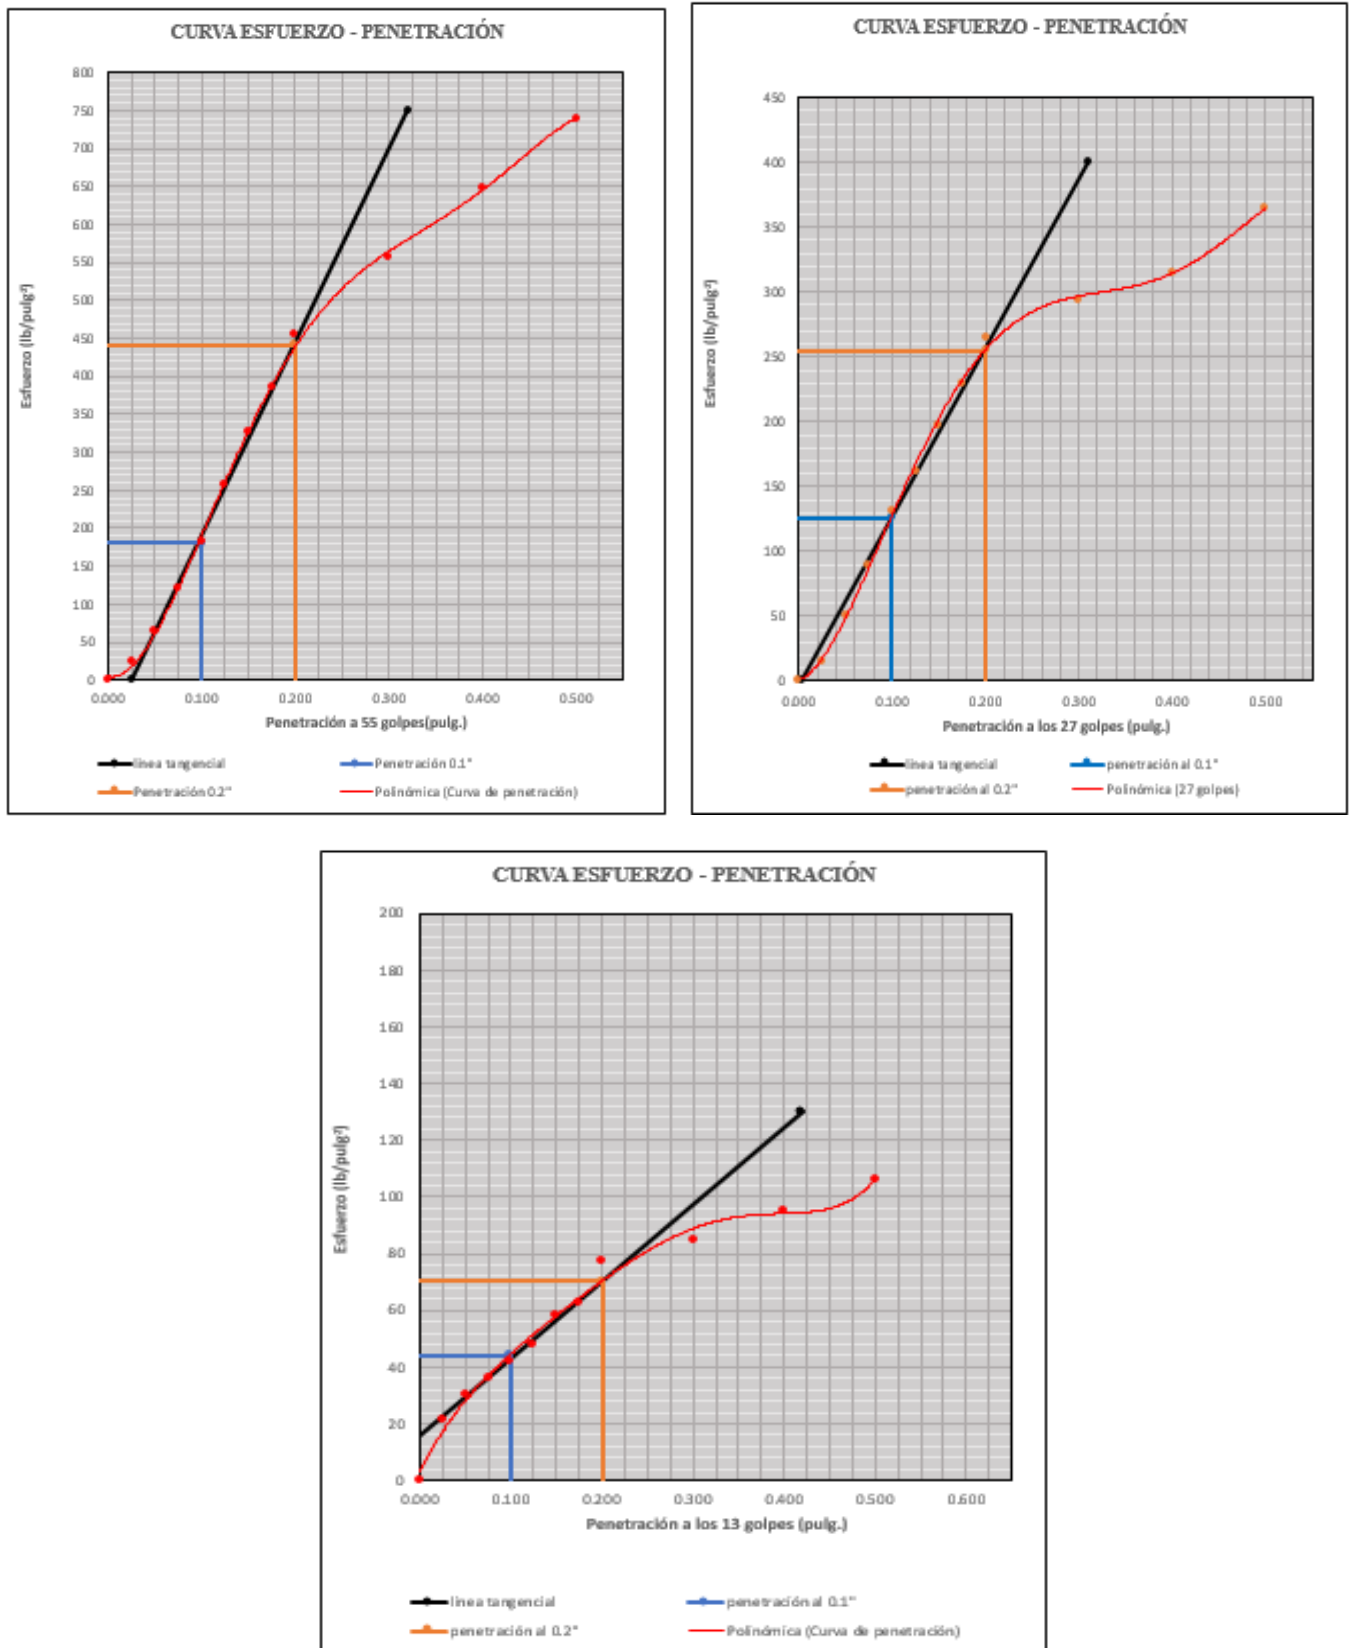 CURVA ESFUERZO - PENETRACIÓN
800
750
700
650
600
550
500
450
400
350
300
250
200
150
100
50
0
Esfuerzo (lb/pulg²)
0.000 0.100 0.200 0.300 0.400 0.500
Penetración a 55 golpes(pulg.)
línea tangencial Penetración 0.1"
Penetración 0.2" Polinómica (Curva de penetración)
CURVA ESFUERZO - PENETRACIÓN
450
400
350
300
250
200
150
100
50
0
Esfuerzo (lb/pulg²)
0.000 0.100 0.200 0.300 0.400 0.500
Penetración a los 27 golpes (pulg.)
línea tangencial penetración al 0.1"
penetración al 0.2" Polinómica (27 golpes)
CURVA ESFUERZO - PENETRACIÓN
200
180
160
140
120
100
80
60
40
20
0
Esfuerzo (lb/pulg²)
0.000 0.100 0.200 0.300 0.400 0.500 0.600
Penetración a los 13 golpes (pulg.)
línea tangencial penetración al 0.1"
penetración al 0.2" Polinómica (Curva de penetración)